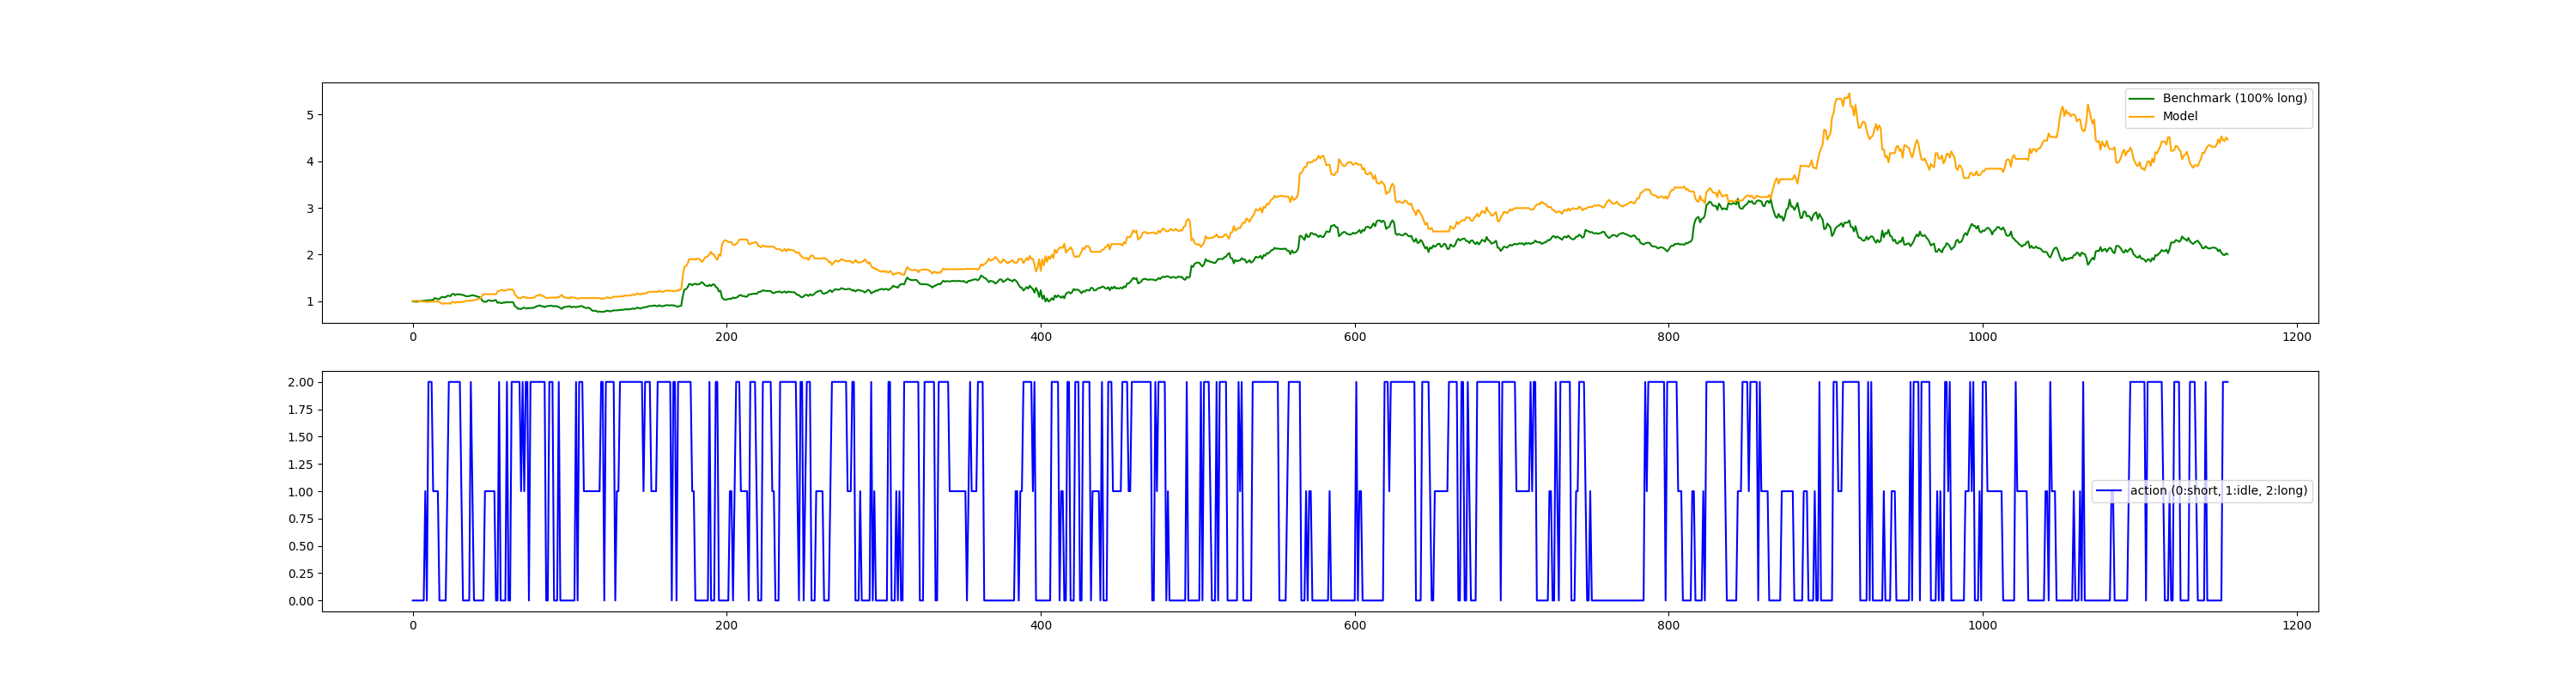 5
4
3
2
1
Benchmark (100% long)
Model
0 200 400 600 800 1000 1200
2.00
1.75
1.50
1.25
1.00
0.75
0.50
0.25
0.00
action (0:short, 1:idle, 2:long)
0 200 400 600 800 1000 1200